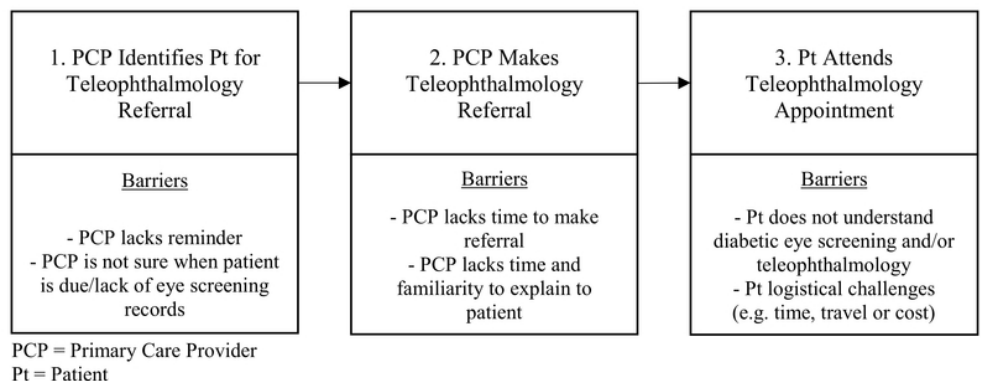 1. PCP Identifies Pt for
Teleophthalmology
Referral
Barriers
- PCP lacks reminder
- PCP is not sure when patient
is due/lack of eye screening
records
2. PCP Makes
Teleophthalmology
Referral
Barriers
- PCP lacks time to make
referral
- PCP lacks time and
familiarity to explain to
patient
3. Pt Attends
Teleophthalmology
Appointment
Barriers
- Pt does not understand
diabetic eye screening and/or
teleophthalmology
- Pt logistical challenges
(e.g. time, travel or cost)
PCP = Primary Care Provider
Pt = Patient